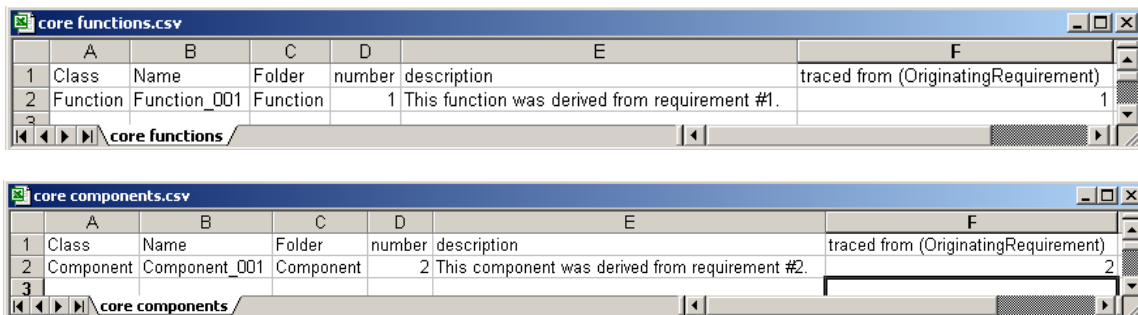 core functions.csv
A B C D E F
1 Class Name Folder number description traced from (OriginatingRequirement)
2 Function Function_001 Function 1 This function was derived from requirement #1. 1
3
core functions
core components.csv
A B C D E F
1 Class Name Folder number description traced from (OriginatingRequirement)
2 Component Component_001 Component 2 This component was derived from requirement #2. 2
3
core components